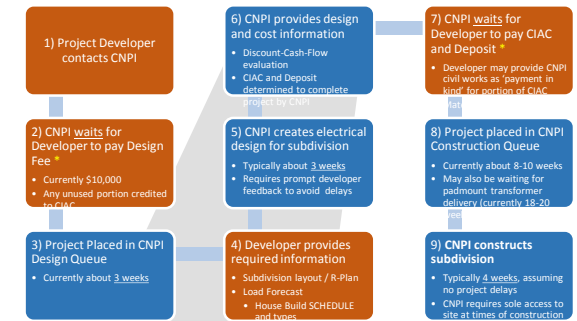 1) Project Developer
contacts CNPI
2) CNPI waits for
Developer to pay Design
Fee *
• Currently $10,000
• Any unused portion credited
to CIAC
3) Project Placed in CNPI
Design Queue
• Currently about 3 weeks
4) Developer provides
required information
• Subdivision layout / R-Plan
• Load Forecast
• House Build SCHEDULE
and types
5) CNPI creates electrical
design for subdivision
• Typically about 3 weeks
• Requires prompt developer
feedback to avoid delays
6) CNPI provides design
and cost information
• Discount-Cash-Flow
evaluation
• CIAC and Deposit
determined to complete
project by CNPI
7) CNPI waits for
Developer to pay CIAC
and Deposit *
• Developer may provide CNPI
civil works as 'payment in
kind' for portion of CIAC
8) Project placed in CNPI
Construction Queue
• Currently about 8-10 weeks
• May also be waiting for
padmount transformer
delivery (currently 18-20
9) CNPI constructs
subdivision
• Typically 4 weeks, assuming
no project delays
• CNPI requires sole access to
site at times of construction